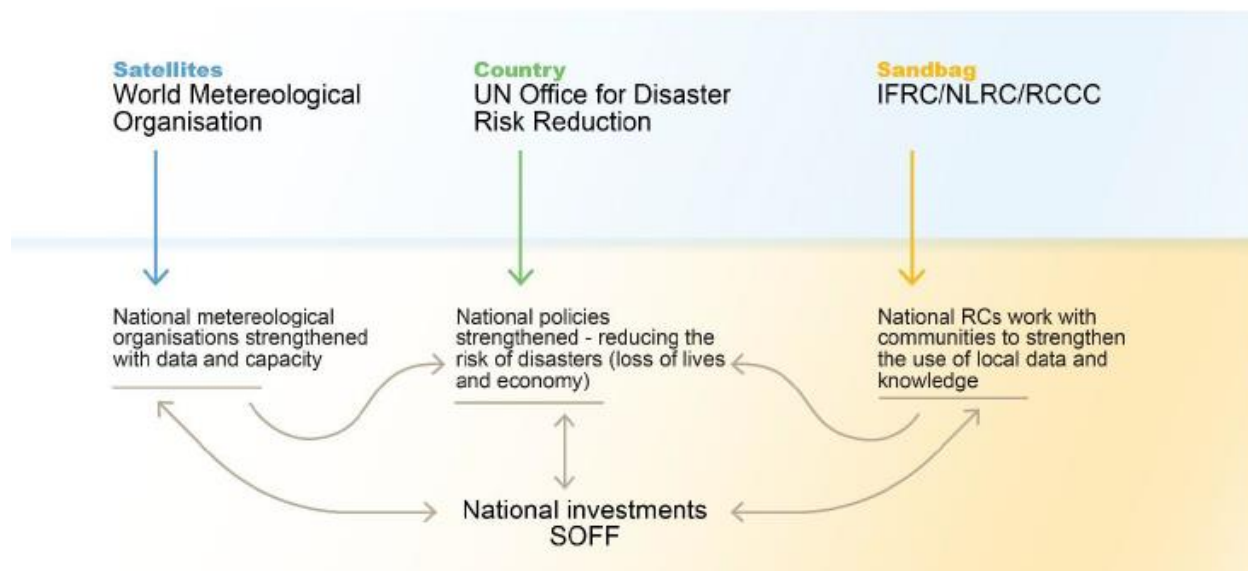 Satellites
World Metereological
Organisation
Country
UN Office for Disaster
Risk Reduction
Sandbag
IFRC/NLRC/RCCC
National metereological
organisations strengthened
with data and capacity
National policies
strengthened - reducing the
risk of disasters (loss of lives
and economy)
National RCs work with
communities to strengthen
the use of local data and
knowledge
National investments
SOFF